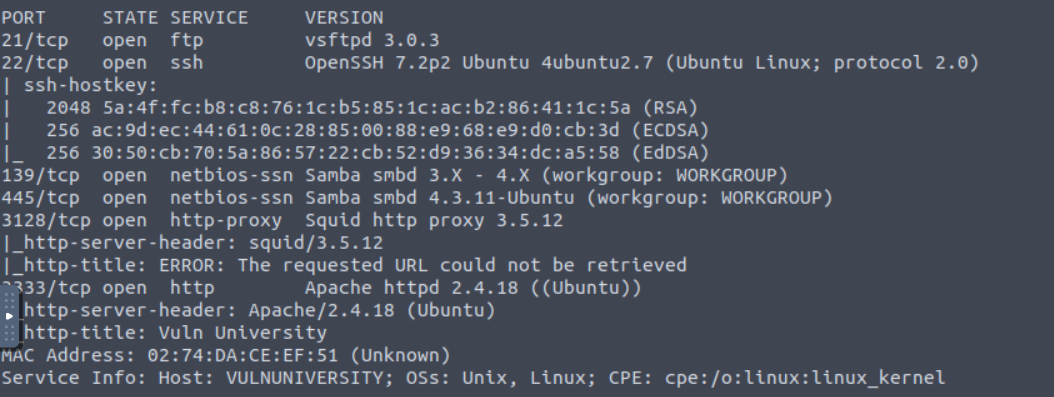 PORT     STATE SERVICE     VERSION
21/tcp   open  ftp         vsftpd 3.0.3
22/tcp   open  ssh         OpenSSH 7.2p2 Ubuntu 4ubuntu2.7 (Ubuntu Linux; protocol 2.0)
| ssh-hostkey:
|   2048 5a:4f:fc:b8:c8:76:1c:b5:85:1c:ac:b2:86:41:1c:5a (RSA)
|   256 ac:9d:ec:44:61:0c:28:85:00:88:e9:68:e9:d0:cb:3d (ECDSA)
|_  256 30:50:cb:70:5a:86:57:22:cb:52:d9:36:34:dc:a5:58 (EdDSA)
139/tcp  open  netbios-ssn Samba smbd 3.X - 4.X (workgroup: WORKGROUP)
445/tcp  open  netbios-ssn Samba smbd 4.3.11-Ubuntu (workgroup: WORKGROUP)
3128/tcp open  http-proxy  Squid http proxy 3.5.12
|_http-server-header: squid/3.5.12
|_http-title: ERROR: The requested URL could not be retrieved
3333/tcp open  http        Apache httpd 2.4.18 ((Ubuntu))
http-server-header: Apache/2.4.18 (Ubuntu)
http-title: Vuln University
MAC Address: 02:74:DA:CE:EF:51 (Unknown)
Service Info: Host: VULNUNIVERSITY; OSs: Unix, Linux; CPE: cpe:/o:linux:linux_kernel